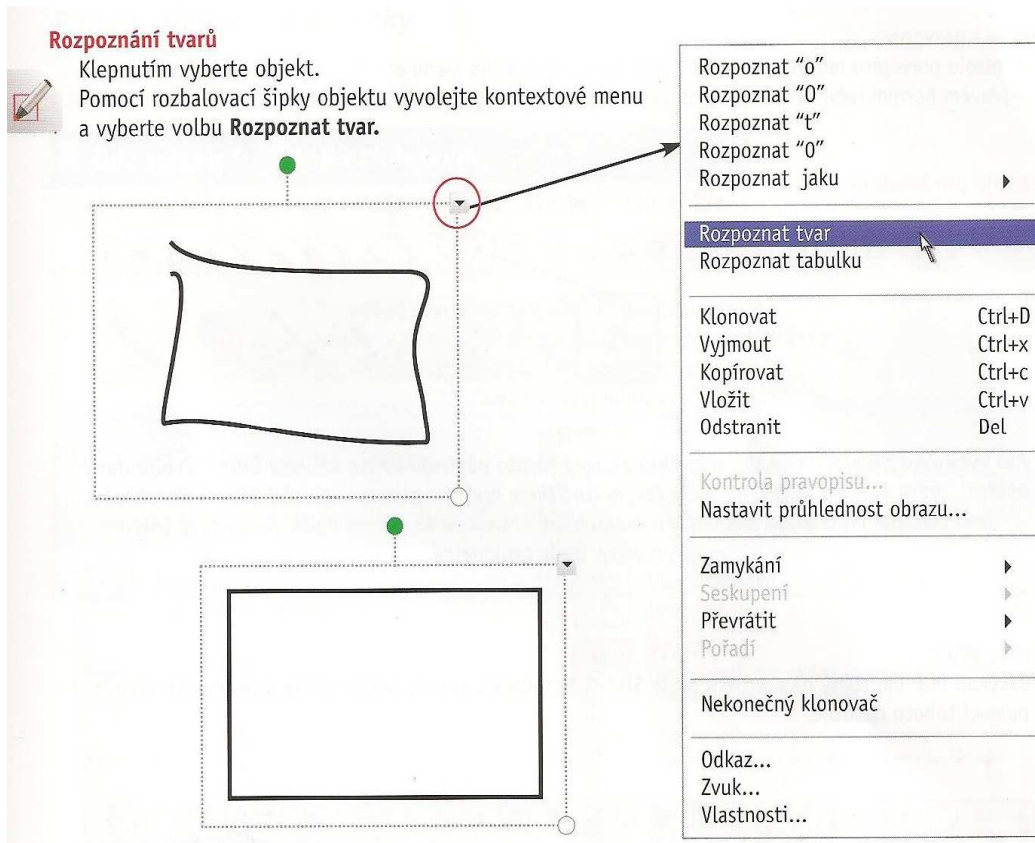 Rozpoznání tvarů
Klepnutím vyberte objekt.
Pomocí rozbalovací šipky objektu vyvolejte kontextové menu
a vyberte volbu Rozpoznat tvar.
Rozpoznat "o"
Rozpoznat "O"
Rozpoznat "t"
Rozpoznat "0"
Rozpoznat jaku
Rozpoznat tvar
Rozpoznat tabulku
Klonovat Ctrl+D
Vyjmout Ctrl+x
Kopírovat Ctrl+c
Vložit Ctrl+v
Odstranit Del
Kontrola pravopisu...
Nastavit průhlednost obrazu...
Zamykání
Seskupení
Převrátit
Pořadí
Nekonečný klonovač
Odkaz...
Zvuk...
Vlastnosti...